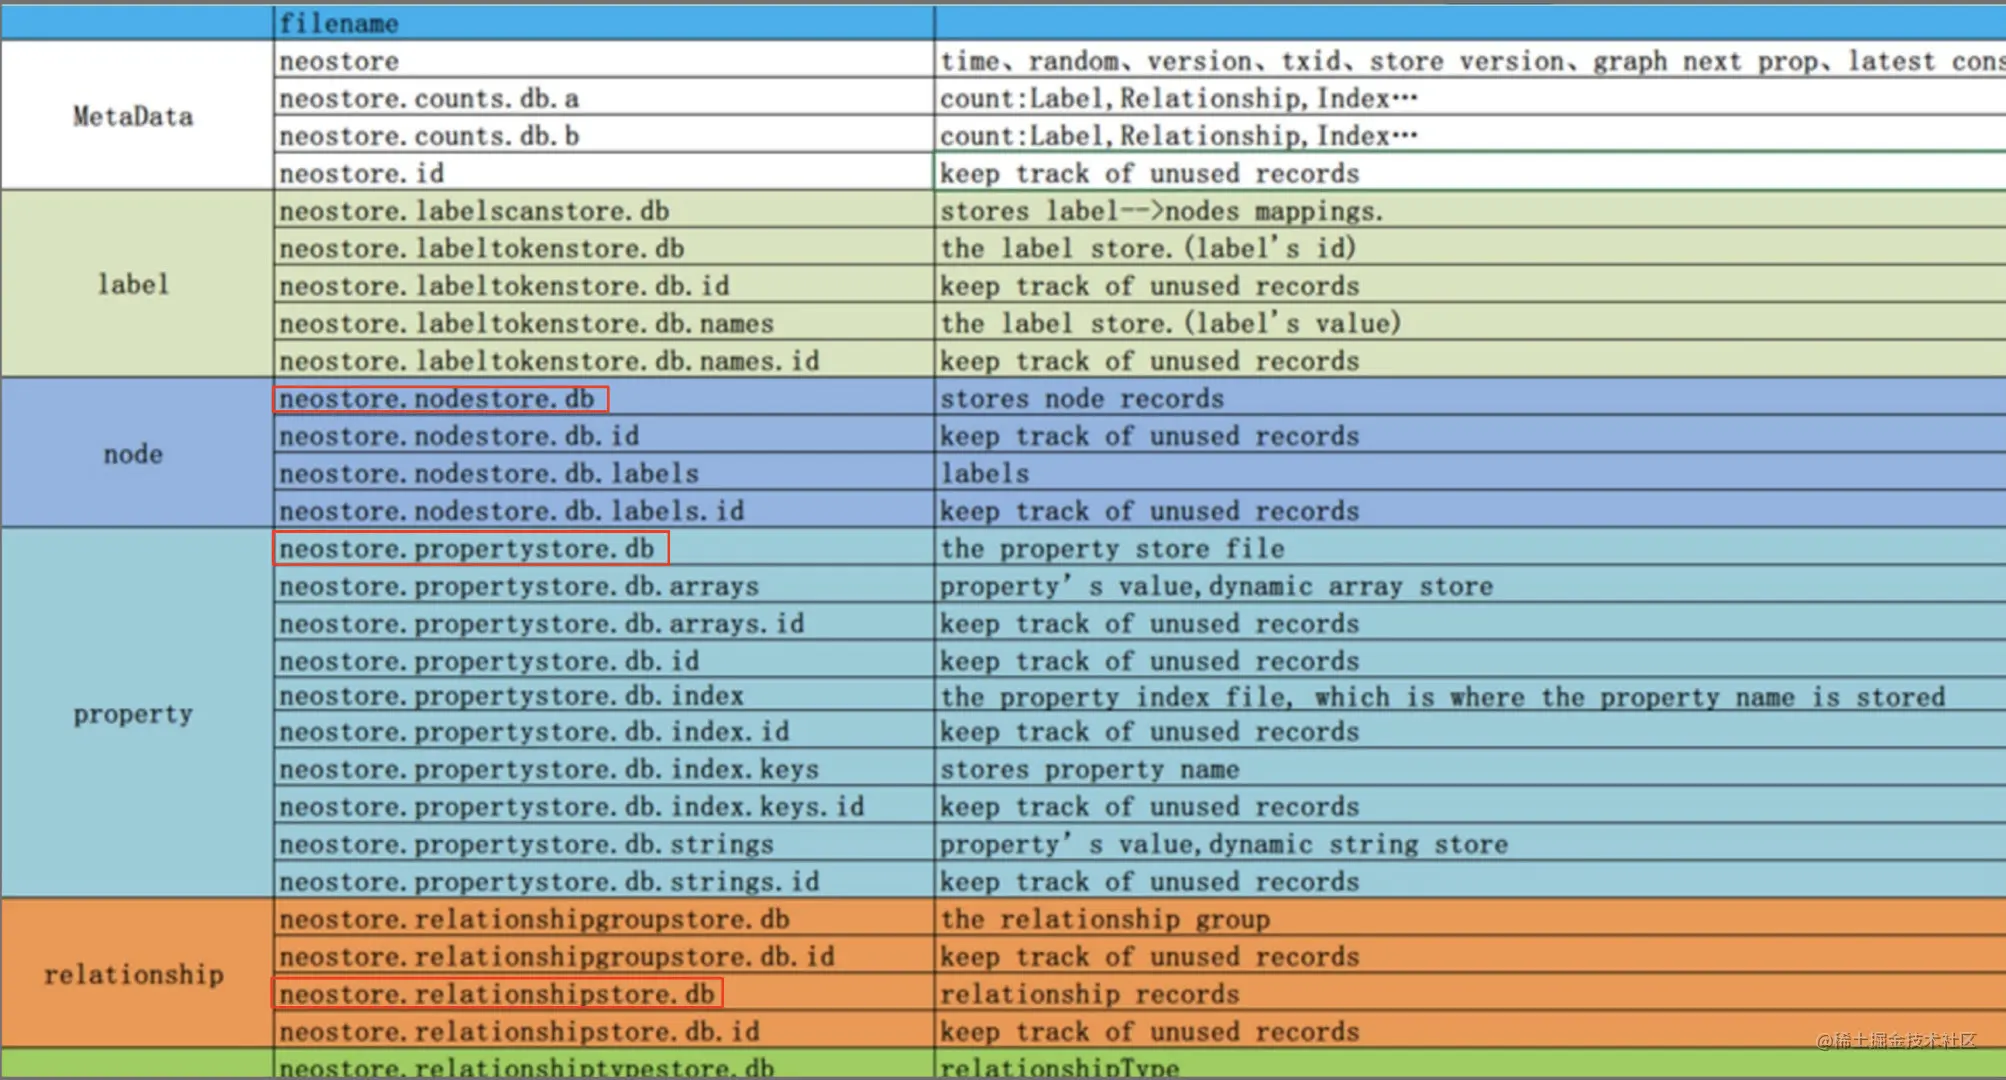 filename
MetaData
neostore
time、random、version、txid、store version、graph next prop、latest cons
neostore.counts.db.a
count:Label,Relationship,Index…
neostore.counts.db.b
count:Label,Relationship,Index…
neostore.id
keep track of unused records
label
neostore.labelscanstore.db
stores label-->nodes mappings.
neostore.labeltokenstore.db
the label store.(label's id)
neostore.labeltokenstore.db.id
keep track of unused records
neostore.labeltokenstore.db.names
the label store.(label's value)
neostore.labeltokenstore.db.names.id
keep track of unused records
node
neostore.nodestore.db
stores node records
neostore.nodestore.db.id
keep track of unused records
neostore.nodestore.db.labels
labels
neostore.nodestore.db.labels.id
keep track of unused records
property
neostore.propertystore.db
the property store file
neostore.propertystore.db.arrays
property’s value,dynamic array store
neostore.propertystore.db.arrays.id
keep track of unused records
neostore.propertystore.db.id
keep track of unused records
neostore.propertystore.db.index
the property index file, which is where the property name is stored
neostore.propertystore.db.index.id
keep track of unused records
neostore.propertystore.db.index.keys
stores property name
neostore.propertystore.db.index.keys.id
keep track of unused records
neostore.propertystore.db.strings
property’s value,dynamic string store
neostore.propertystore.db.strings.id
keep track of unused records
relationship
neostore.relationshipgroupstore.db
the relationship group
neostore.relationshipgroupstore.db.id
keep track of unused records
neostore.relationshipstore.db
relationship records
neostore.relationshipstore.db.id
keep track of unused records
neostore.relationshiptypestore.db
relationshipType
@稀土掘金技术社区